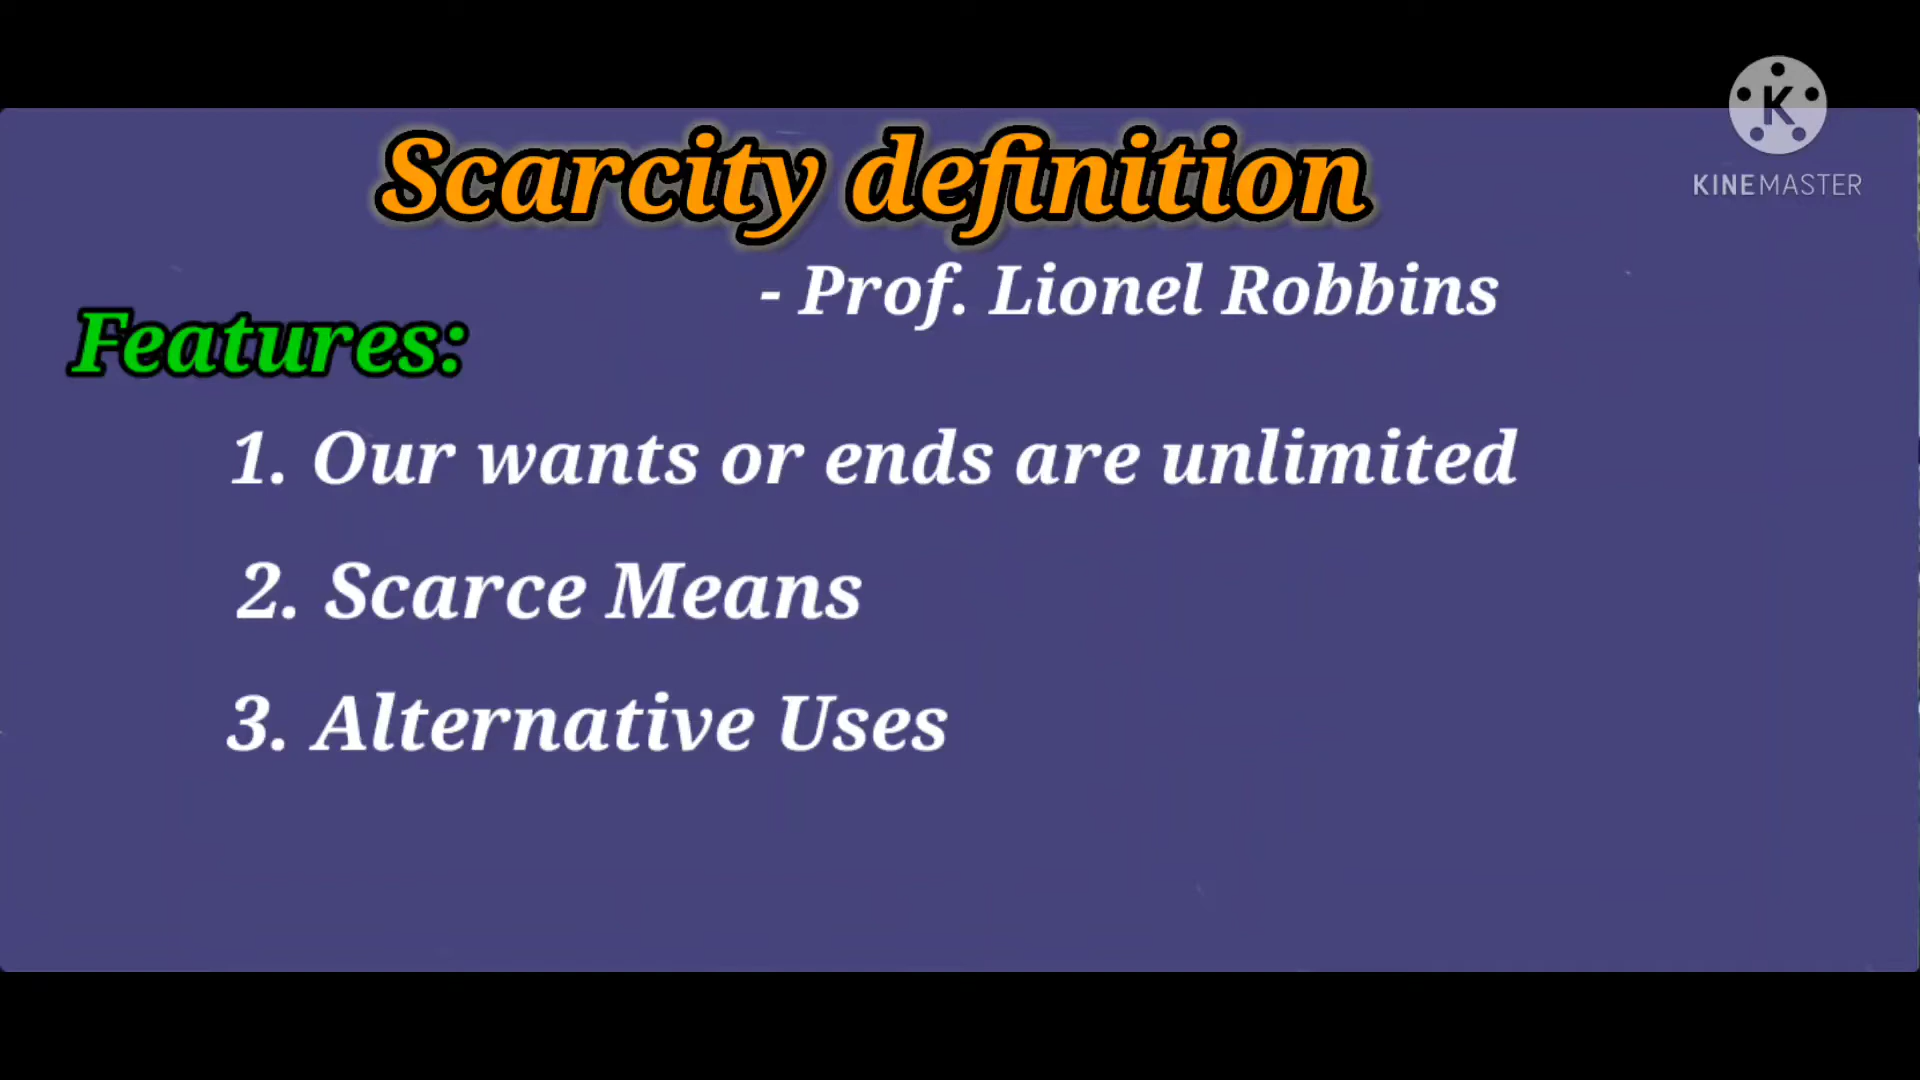 Scarcity definition
- Prof. Lionel Robbins
Features:
1. Our wants or ends are unlimited
2. Scarce Means
3. Alternative Uses
K
KINEMASTER